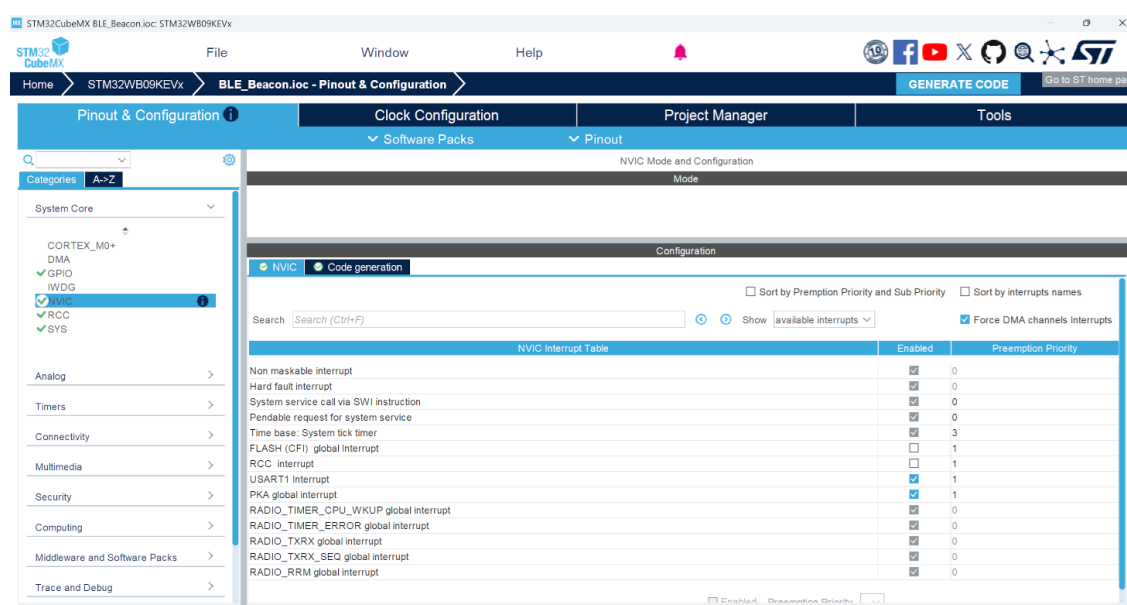 MX STM32CubeMX BLE_Beacon.ioc: STM32WB09KEVx
STM32 CubeMX
File Window Help
19
Home STM32WB09KEVx BLE_Beacon.ioc - Pinout & Configuration GENERATE CODE Go to ST home pa
Pinout & Configuration Clock Configuration Project Manager Tools
Software Packs Pinout
NVIC Mode and Configuration
Mode
Categories A->Z
System Core
CORTEX_M0+
DMA
GPIO
IWDG
NVIC
RCC
SYS
Analog
Timers
Connectivity
Multimedia
Security
Computing
Middleware and Software Packs
Trace and Debug
Configuration
NVIC Code generation
Sort by Premption Priority and Sub Priority Sort by interrupts names
Search Search (Ctrl+F) Show available interrupts Force DMA channels Interrupts
NVIC Interrupt Table Enabled Preemption Priority
Non maskable interrupt 0
Hard fault interrupt 0
System service call via SWI instruction 0
Pendable request for system service 0
Time base: System tick timer 3
FLASH (CFI) global Interrupt 1
RCC interrupt 1
USART1 Interrupt 1
PKA global interrupt 1
RADIO_TIMER_CPU_WKUP global interrupt 0
RADIO_TIMER_ERROR global interrupt 0
RADIO_TXRX global interrupt 0
RADIO_TXRX_SEQ global interrupt 0
RADIO_RRM global interrupt 0
Enabled Preemption Priority